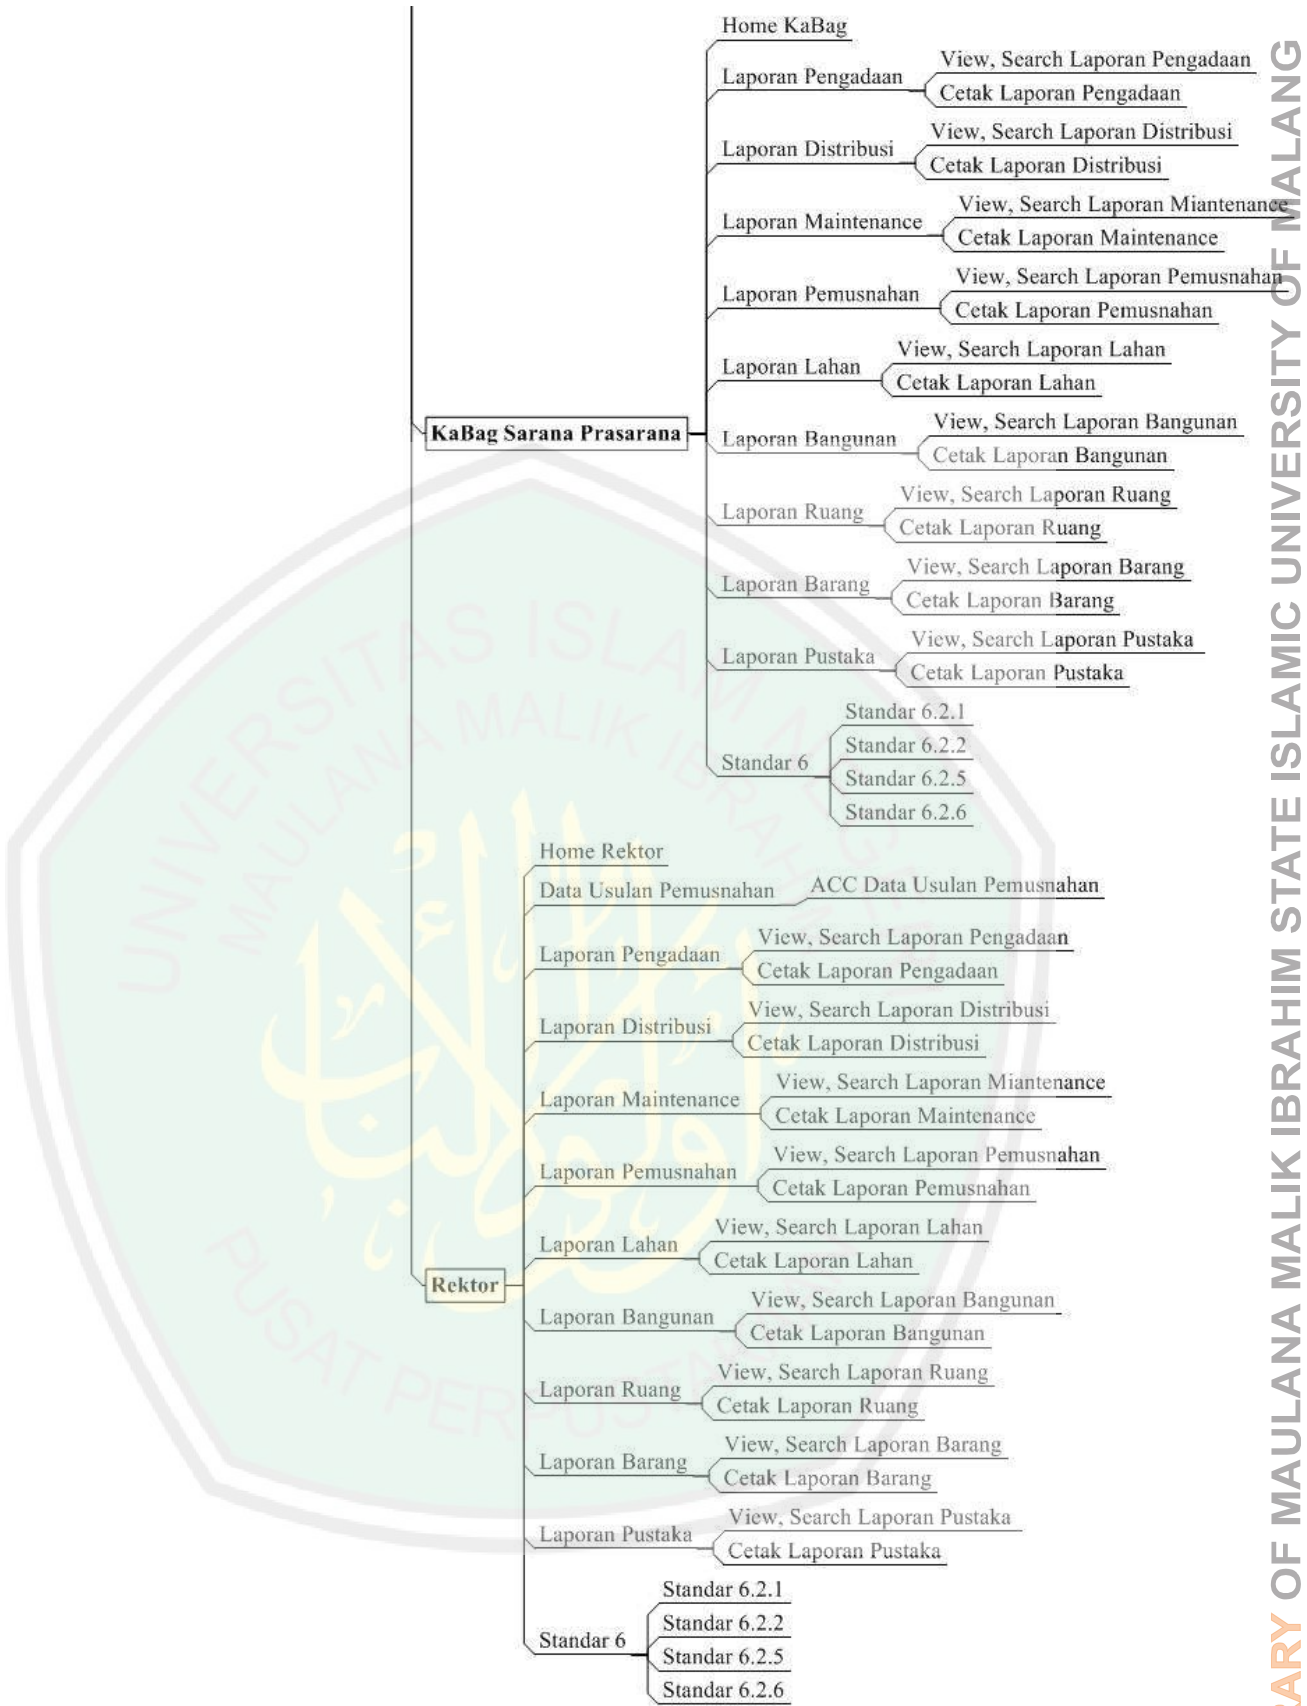 Home KaBag
Laporan Pengadaan
View, Search Laporan Pengadaan
Cetak Laporan Pengadaan
Laporan Distribusi
View, Search Laporan Distribusi
Cetak Laporan Distribusi
Laporan Maintenance
View, Search Laporan Miantenance
Cetak Laporan Maintenance
Laporan Pemusnahan
View, Search Laporan Pemusnahan
Cetak Laporan Pemusnahan
Laporan Lahan
View, Search Laporan Lahan
Cetak Laporan Lahan
KaBag Sarana Prasarana
Laporan Bangunan
View, Search Laporan Bangunan
Cetak Laporan Bangunan
Laporan Ruang
View, Search Laporan Ruang
Cetak Laporan Ruang
Laporan Barang
View, Search Laporan Barang
Cetak Laporan Barang
Laporan Pustaka
View, Search Laporan Pustaka
Cetak Laporan Pustaka
Standar 6
Standar 6.2.1
Standar 6.2.2
Standar 6.2.5
Standar 6.2.6
Home Rektor
Data Usulan Pemusnahan
ACC Data Usulan Pemusnahan
Laporan Pengadaan
View, Search Laporan Pengadaan
Cetak Laporan Pengadaan
Laporan Distribusi
View, Search Laporan Distribusi
Cetak Laporan Distribusi
Laporan Maintenance
View, Search Laporan Miantenance
Cetak Laporan Maintenance
Laporan Pemusnahan
View, Search Laporan Pemusnahan
Cetak Laporan Pemusnahan
Laporan Lahan
View, Search Laporan Lahan
Cetak Laporan Lahan
Rektor
Laporan Bangunan
View, Search Laporan Bangunan
Cetak Laporan Bangunan
Laporan Ruang
View, Search Laporan Ruang
Cetak Laporan Ruang
Laporan Barang
View, Search Laporan Barang
Cetak Laporan Barang
Laporan Pustaka
View, Search Laporan Pustaka
Cetak Laporan Pustaka
Standar 6
Standar 6.2.1
Standar 6.2.2
Standar 6.2.5
Standar 6.2.6
UNIVERSITAS ISLAM NEGERI
MAULANA MALIK IBRAHIM
PUSAT PERPUSTAKAAN
OF MAULANA MALIK IBRAHIM STATE ISLAMIC UNIVERSITY OF MALANG